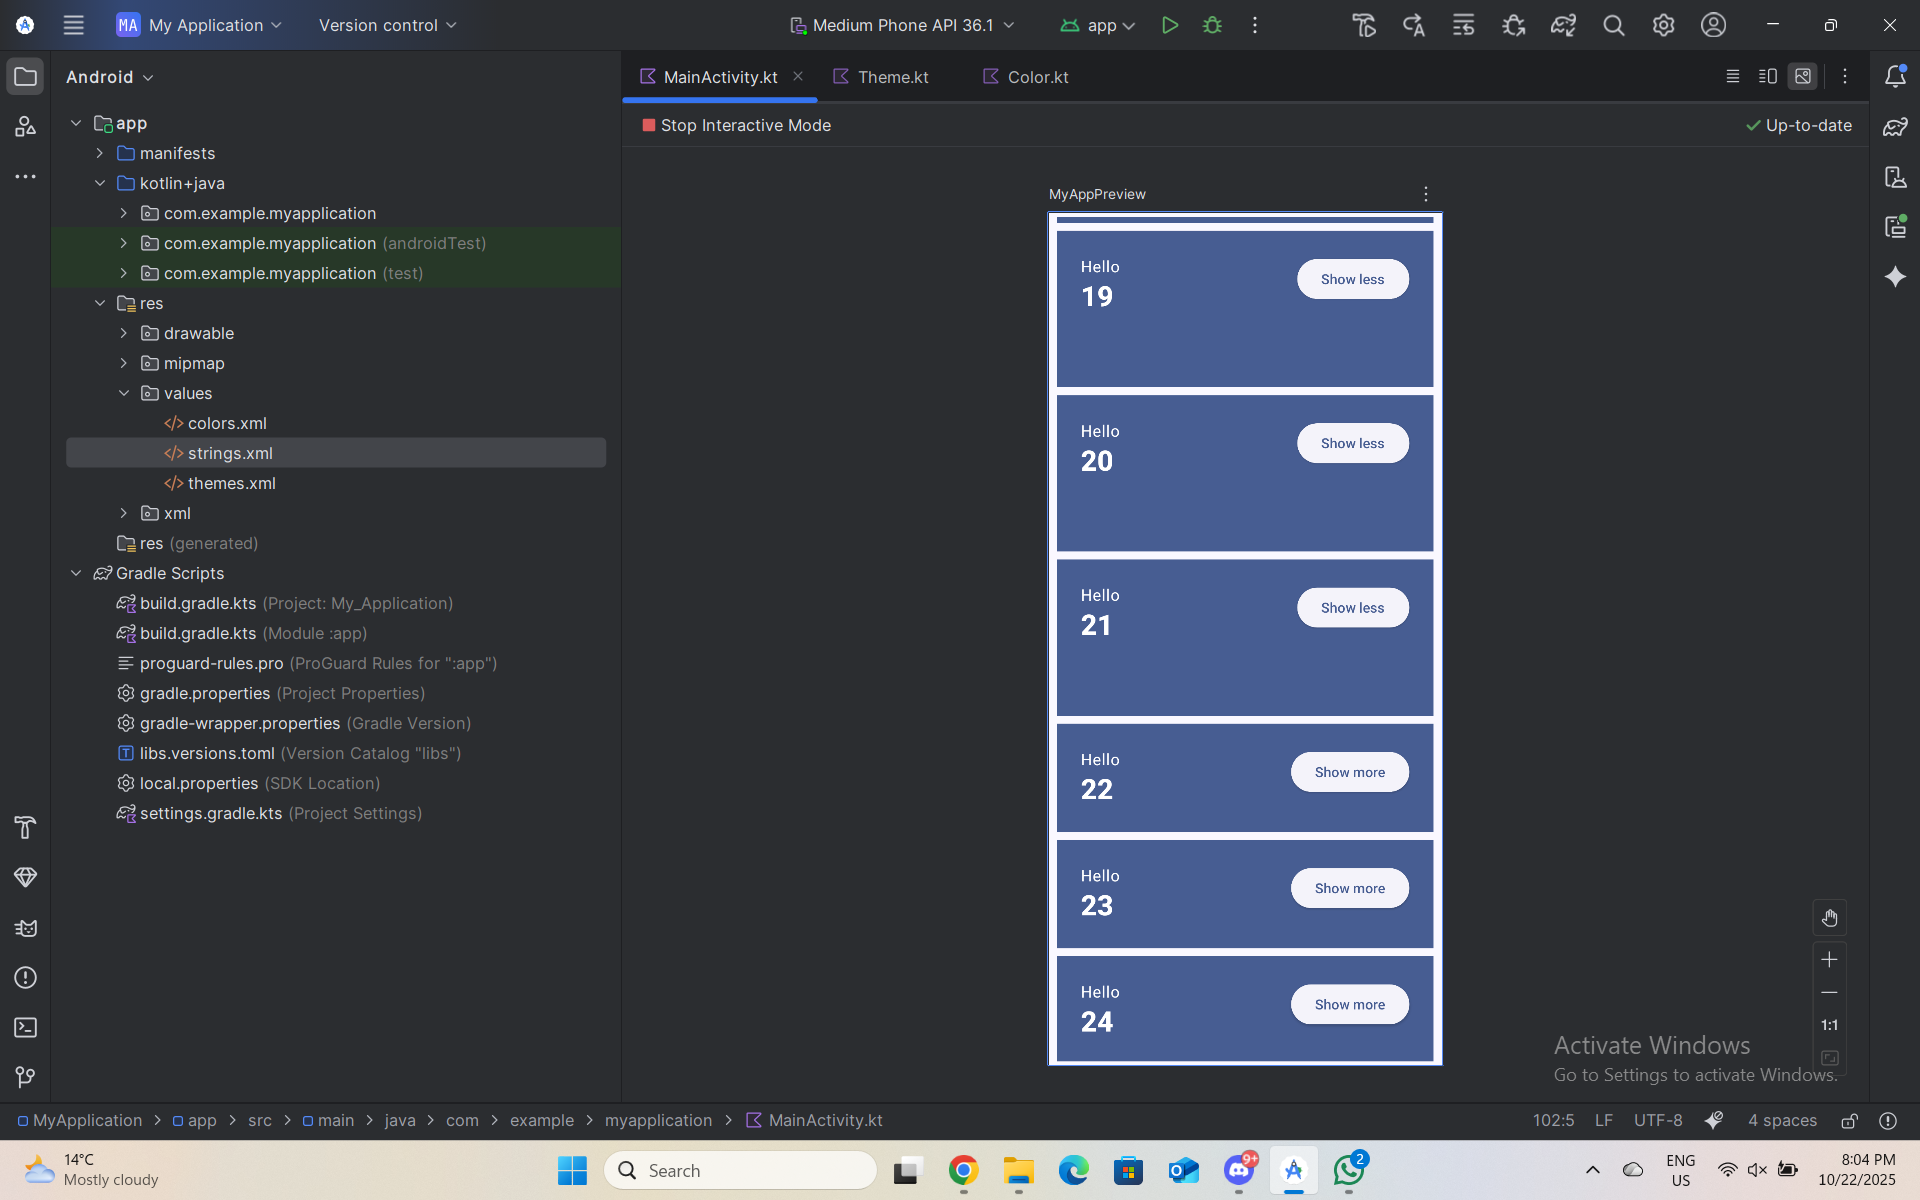 MA My Application Version control Medium Phone API 36.1 app
Android
MainActivity.kt Theme.kt Color.kt
Stop Interactive Mode Up-to-date
app
manifests
kotlin+java
com.example.myapplication
com.example.myapplication (androidTest)
com.example.myapplication (test)
res
drawable
mipmap
values
</> colors.xml
</> strings.xml
</> themes.xml
xml
res (generated)
Gradle Scripts
build.gradle.kts (Project: My_Application)
build.gradle.kts (Module :app)
proguard-rules.pro (ProGuard Rules for ":app")
gradle.properties (Project Properties)
gradle-wrapper.properties (Gradle Version)
T libs.versions.toml (Version Catalog "libs")
local.properties (SDK Location)
settings.gradle.kts (Project Settings)
MyAppPreview
Hello
19
Show less
Hello
20
Show less
Hello
21
Show less
Hello
22
Show more
Hello
23
Show more
Hello
24
Show more
1:1
Activate Windows
Go to Settings to activate Windows.
MyApplication > app > src > main > java > com > example > myapplication > MainActivity.kt 102:5 LF UTF-8 4 spaces
14°C
Mostly cloudy
Search
9+
2
ENG
US
8:04 PM
10/22/2025